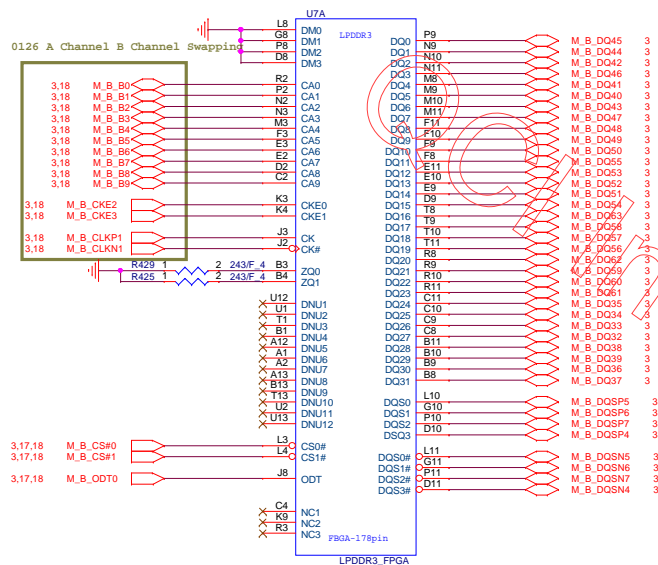 U7A
LPDDR3
0126 A Channel B Channel Swapping
L8 DM0
G8 DM1
P8 DM2
D8 DM3
3,18 M_B_B0 R2 CA0
3,18 M_B_B1 P2 CA1
3,18 M_B_B2 N2 CA2
3,18 M_B_B3 N3 CA3
3,18 M_B_B4 M3 CA4
3,18 M_B_B5 F3 CA5
3,18 M_B_B6 E3 CA6
3,18 M_B_B7 E2 CA7
3,18 M_B_B8 D2 CA8
3,18 M_B_B9 C2 CA9
3,18 M_B_CKE2 K3 CKE0
3,18 M_B_CKE3 K4 CKE1
3,18 M_B_CLKP1 J3 CK
3,18 M_B_CLKN1 J2 CK#
R429 1 2 243/F_4 B3 ZQ0
R425 1 2 243/F_4 B4 ZQ1
U12 DNU1
U1 DNU2
T1 DNU3
B1 DNU4
A12 DNU5
A1 DNU6
A2 DNU7
A13 DNU8
B13 DNU9
T13 DNU10
U2 DNU11
U13 DNU12
3,17,18 M_B_CS#0 L3 CS0#
3,17,18 M_B_CS#1 L4 CS1#
3,17,18 M_B_ODT0 J8 ODT
C4 NC1
K9 NC2
R3 NC3
DQ0 P9 M_B_DQ45 3
DQ1 N9 M_B_DQ44 3
DQ2 N10 M_B_DQ42 3
DQ3 N11 M_B_DQ46 3
DQ4 M8 M_B_DQ41 3
DQ5 M9 M_B_DQ40 3
DQ6 M10 M_B_DQ43 3
DQ7 M11 M_B_DQ47 3
DQ8 F11 M_B_DQ48 3
DQ9 F10 M_B_DQ49 3
DQ10 F9 M_B_DQ50 3
DQ11 F8 M_B_DQ55 3
DQ12 E11 M_B_DQ53 3
DQ13 E10 M_B_DQ52 3
DQ14 E9 M_B_DQ51 3
DQ15 D9 M_B_DQ54 3
DQ16 T8 M_B_DQ63 3
DQ17 T9 M_B_DQ58 3
DQ18 T10 M_B_DQ57 3
DQ19 T11 M_B_DQ56 3
DQ20 R8 M_B_DQ62 3
DQ21 R9 M_B_DQ59 3
DQ22 R10 M_B_DQ60 3
DQ23 R11 M_B_DQ61 3
DQ24 C11 M_B_DQ35 3
DQ25 C10 M_B_DQ34 3
DQ26 C9 M_B_DQ33 3
DQ27 C8 M_B_DQ32 3
DQ28 B11 M_B_DQ38 3
DQ29 B10 M_B_DQ39 3
DQ30 B9 M_B_DQ36 3
DQ31 B8 M_B_DQ37 3
DQS0 L10 M_B_DQSP5 3
DQS1 G10 M_B_DQSP6 3
DQS2 P10 M_B_DQSP7 3
DSQ3 D10 M_B_DQSP4 3
DQS0# L11 M_B_DQSN5 3
DQS1# G11 M_B_DQSN6 3
DQS2# P11 M_B_DQSN7 3
DQS3# D11 M_B_DQSN4 3
FBGA-178pin
LPDDR3_FPGA